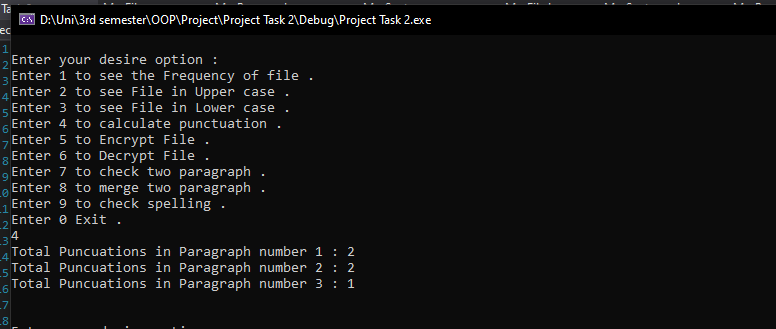 D:\Uni\3rd semester\OOP\Project\Project Task 2\Debug\Project Task 2.exe
Enter your desire option :
Enter 1 to see the Frequency of file .
Enter 2 to see File in Upper case .
Enter 3 to see File in Lower case .
Enter 4 to calculate punctuation .
Enter 5 to Encrypt File .
Enter 6 to Decrypt File .
Enter 7 to check two paragraph .
Enter 8 to merge two paragraph .
Enter 9 to check spelling .
Enter 0 Exit .
4
Total Puncuations in Paragraph number 1 : 2
Total Puncuations in Paragraph number 2 : 2
Total Puncuations in Paragraph number 3 : 1